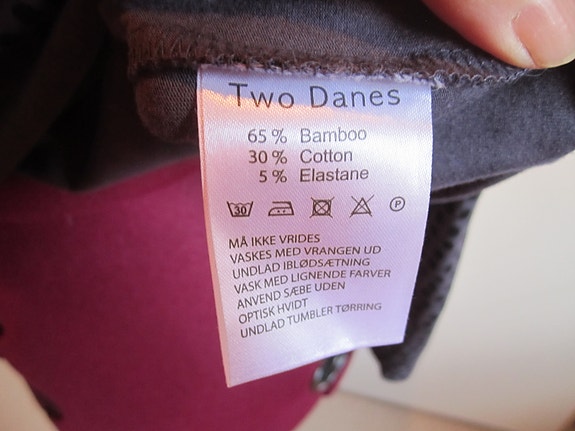 Two Danes
65 % Bamboo
30 % Cotton
5 % Elastane
30 P
MÅ IKKE VRIDES
VASKES MED VRANGEN UD
UNDLAD IBLØDSÆTNING
VASK MED LIGNENDE FARVER
ANVEND SÆBE UDEN
OPTISK HVIDT
UNDLAD TUMBLER TØRRING